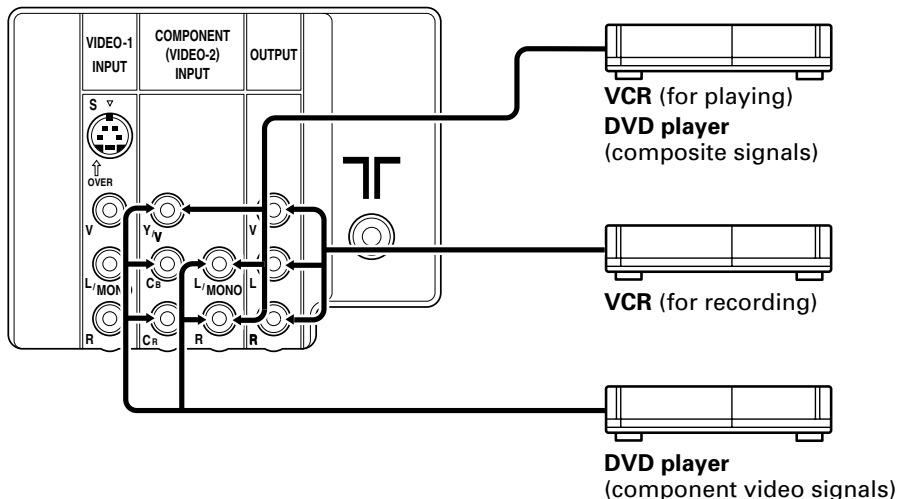 VIDEO-1
INPUT
COMPONENT
(VIDEO-2)
INPUT
OUTPUT
S
OVER
V
Y/V
V
L/MONO
CB
L/MONO
L
R
CR
R
R
VCR (for playing)
DVD player
(composite signals)
VCR (for recording)
DVD player
(component video signals)